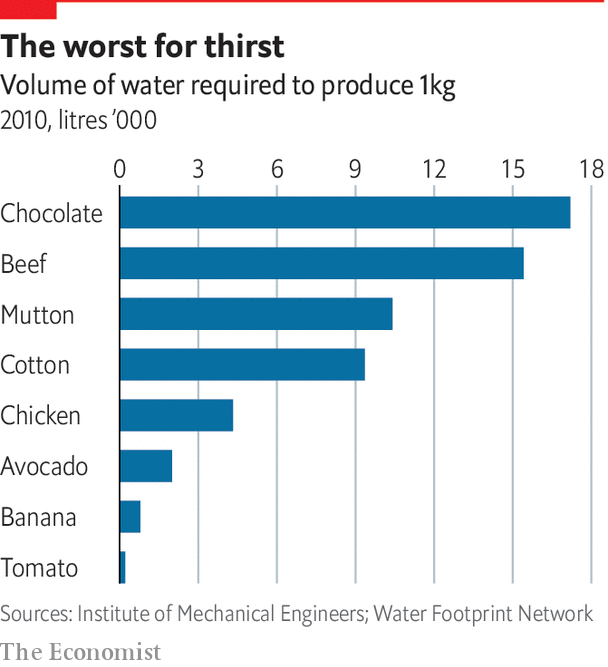 The worst for thirst
Volume of water required to produce 1kg
2010, litres ’000
0 3 6 9 12 15 18
Chocolate
Beef
Mutton
Cotton
Chicken
Avocado
Banana
Tomato
Sources: Institute of Mechanical Engineers; Water Footprint Network
The Economist